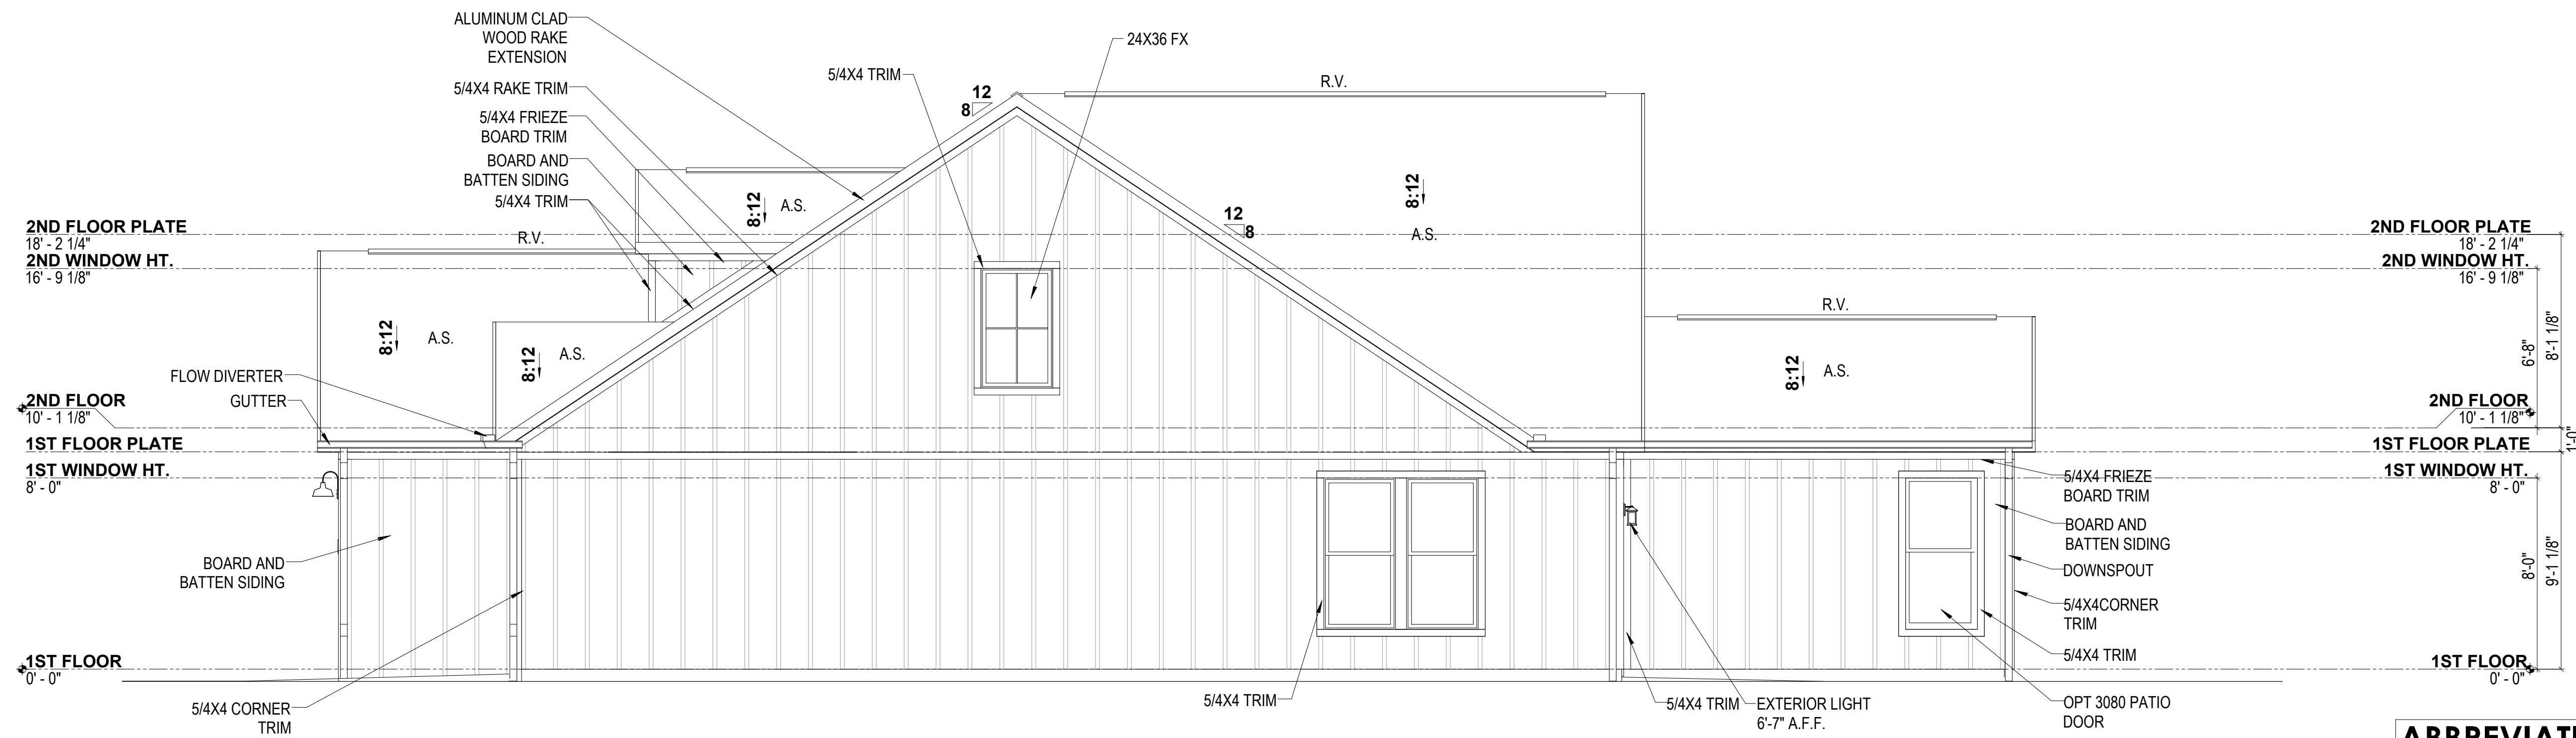 ALUMINUM CLAD
WOOD RAKE
EXTENSION
24X36 FX
5/4X4 TRIM
12
8
R.V.
5/4X4 RAKE TRIM
5/4X4 FRIEZE
BOARD TRIM
BOARD AND
BATTEN SIDING
5/4X4 TRIM
8:12
A.S.
8:12
A.S.
12
8
2ND FLOOR PLATE
18' - 2 1/4"
R.V.
2ND WINDOW HT.
16' - 9 1/8"
2ND FLOOR PLATE
18' - 2 1/4"
2ND WINDOW HT.
16' - 9 1/8"
R.V.
8:12
A.S.
8:12
A.S.
8:12
A.S.
6'-8"
8'-1 1/8"
FLOW DIVERTER
GUTTER
2ND FLOOR
10' - 1 1/8"
2ND FLOOR
10' - 1 1/8"
1ST FLOOR PLATE
1ST FLOOR PLATE
1'-0"
1ST WINDOW HT.
8' - 0"
1ST WINDOW HT.
8' - 0"
5/4X4 FRIEZE
BOARD TRIM
BOARD AND
BATTEN SIDING
DOWNSPOUT
5/4X4CORNER
TRIM
5/4X4 TRIM
8'-0"
9'-1 1/8"
BOARD AND
BATTEN SIDING
1ST FLOOR
0' - 0"
1ST FLOOR
0' - 0"
5/4X4 CORNER
TRIM
5/4X4 TRIM
5/4X4 TRIM
EXTERIOR LIGHT
6'-7" A.F.F.
OPT 3080 PATIO
DOOR